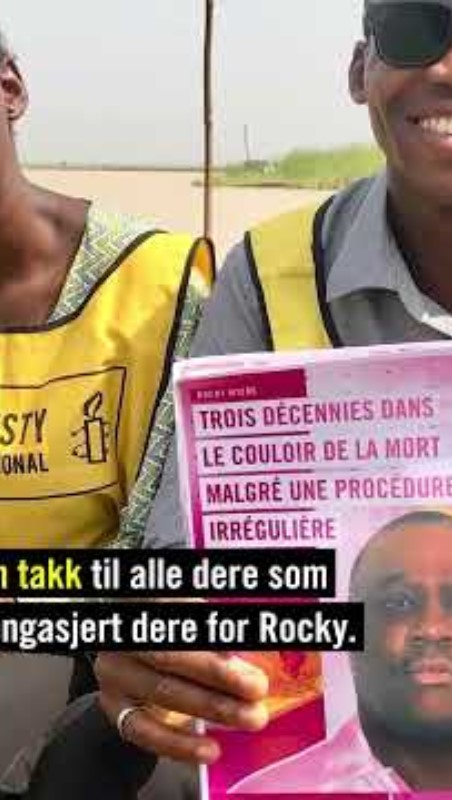 STY
IONAL
TROIS DÉCENNIES DANS
LE COULOIR DE LA MORT
MALGRÉ UNE PROCÉDURE
IRRÉGULIÈRE
takk til alle dere som
ngasjert dere for Rocky.